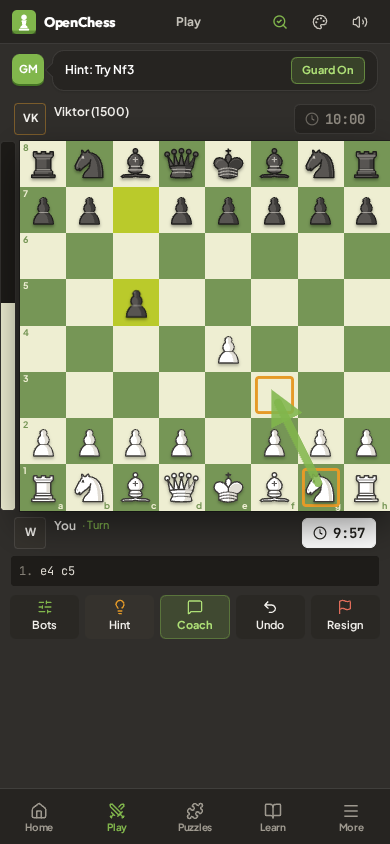 OpenChess
Play
GM
Hint: Try Nf3
Guard On
VK
Viktor (1500)
10:00
8
7
6
5
4
3
2
1
a b c d e f g h
W
You · Turn
9:57
1. e4 c5
Bots
Hint
Coach
Undo
Resign
Home
Play
Puzzles
Learn
More